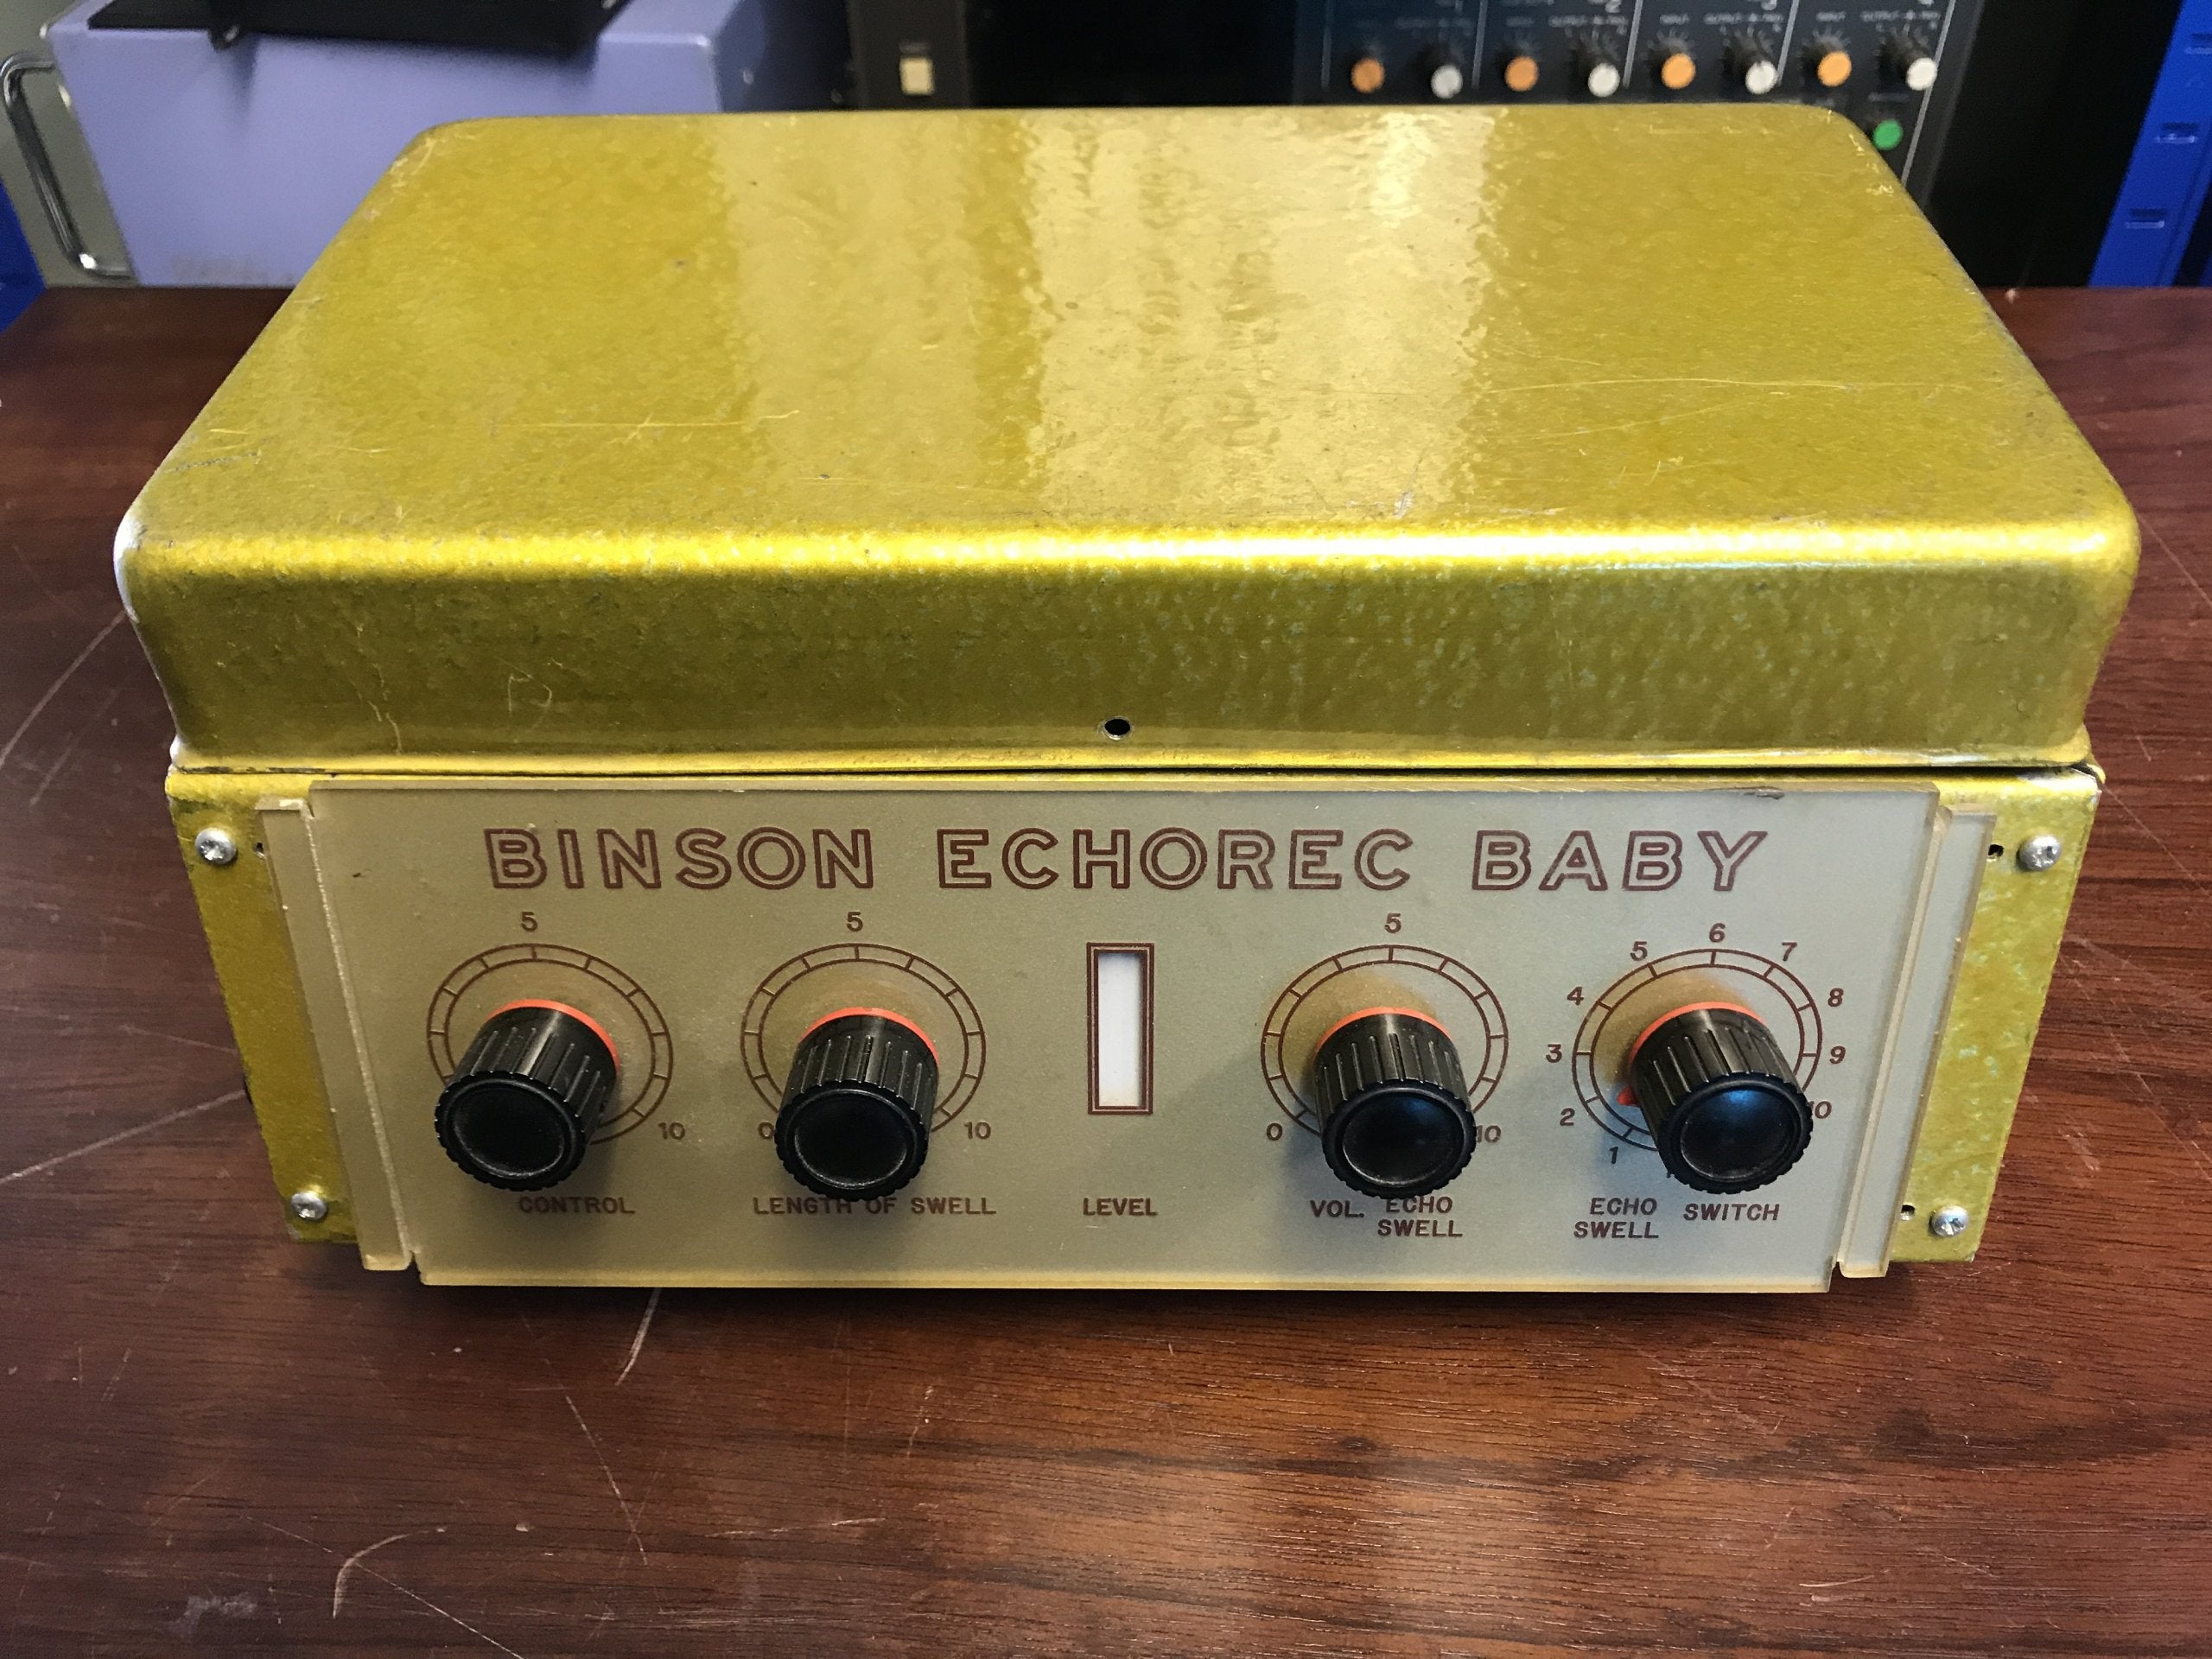 BINSON ECHOREC BABY
5 5 5 5 6 7
4 8
3 9
2 10
0 10 0 10 0 10 1
CONTROL LENGTH OF SWELL LEVEL VOL. ECHO SWELL ECHO SWELL SWITCH